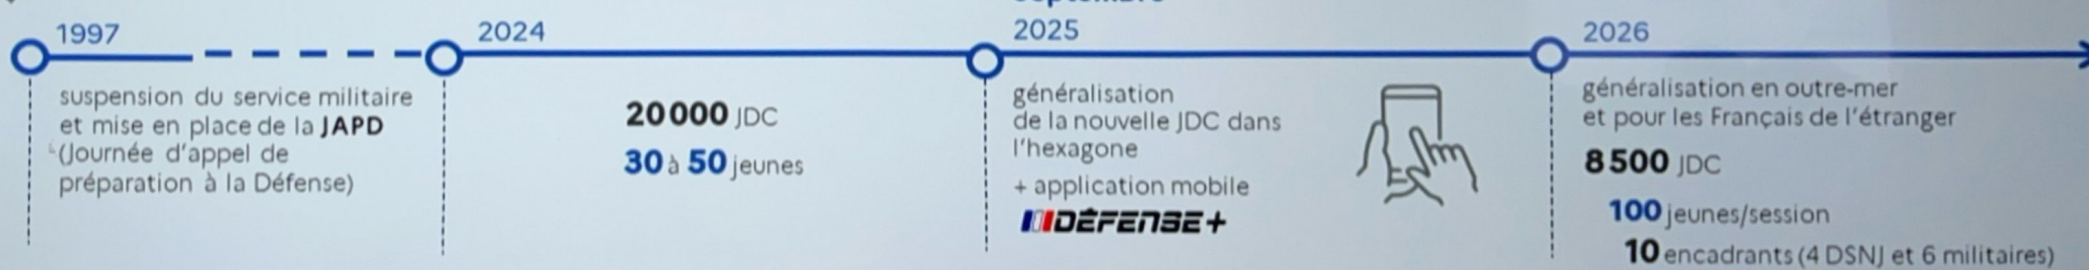 1997
suspension du service militaire
et mise en place de la JAPD
(Journée d'appel de
préparation à la Défense)
2024
20 000 JDC
30 à 50 jeunes
2025
généralisation
de la nouvelle JDC dans
l'hexagone
+ application mobile
DÉFENSE+
2026
généralisation en outre-mer
et pour les Français de l'étranger
8 500 JDC
100 jeunes/session
10 encadrants (4 DSNJ et 6 militaires)